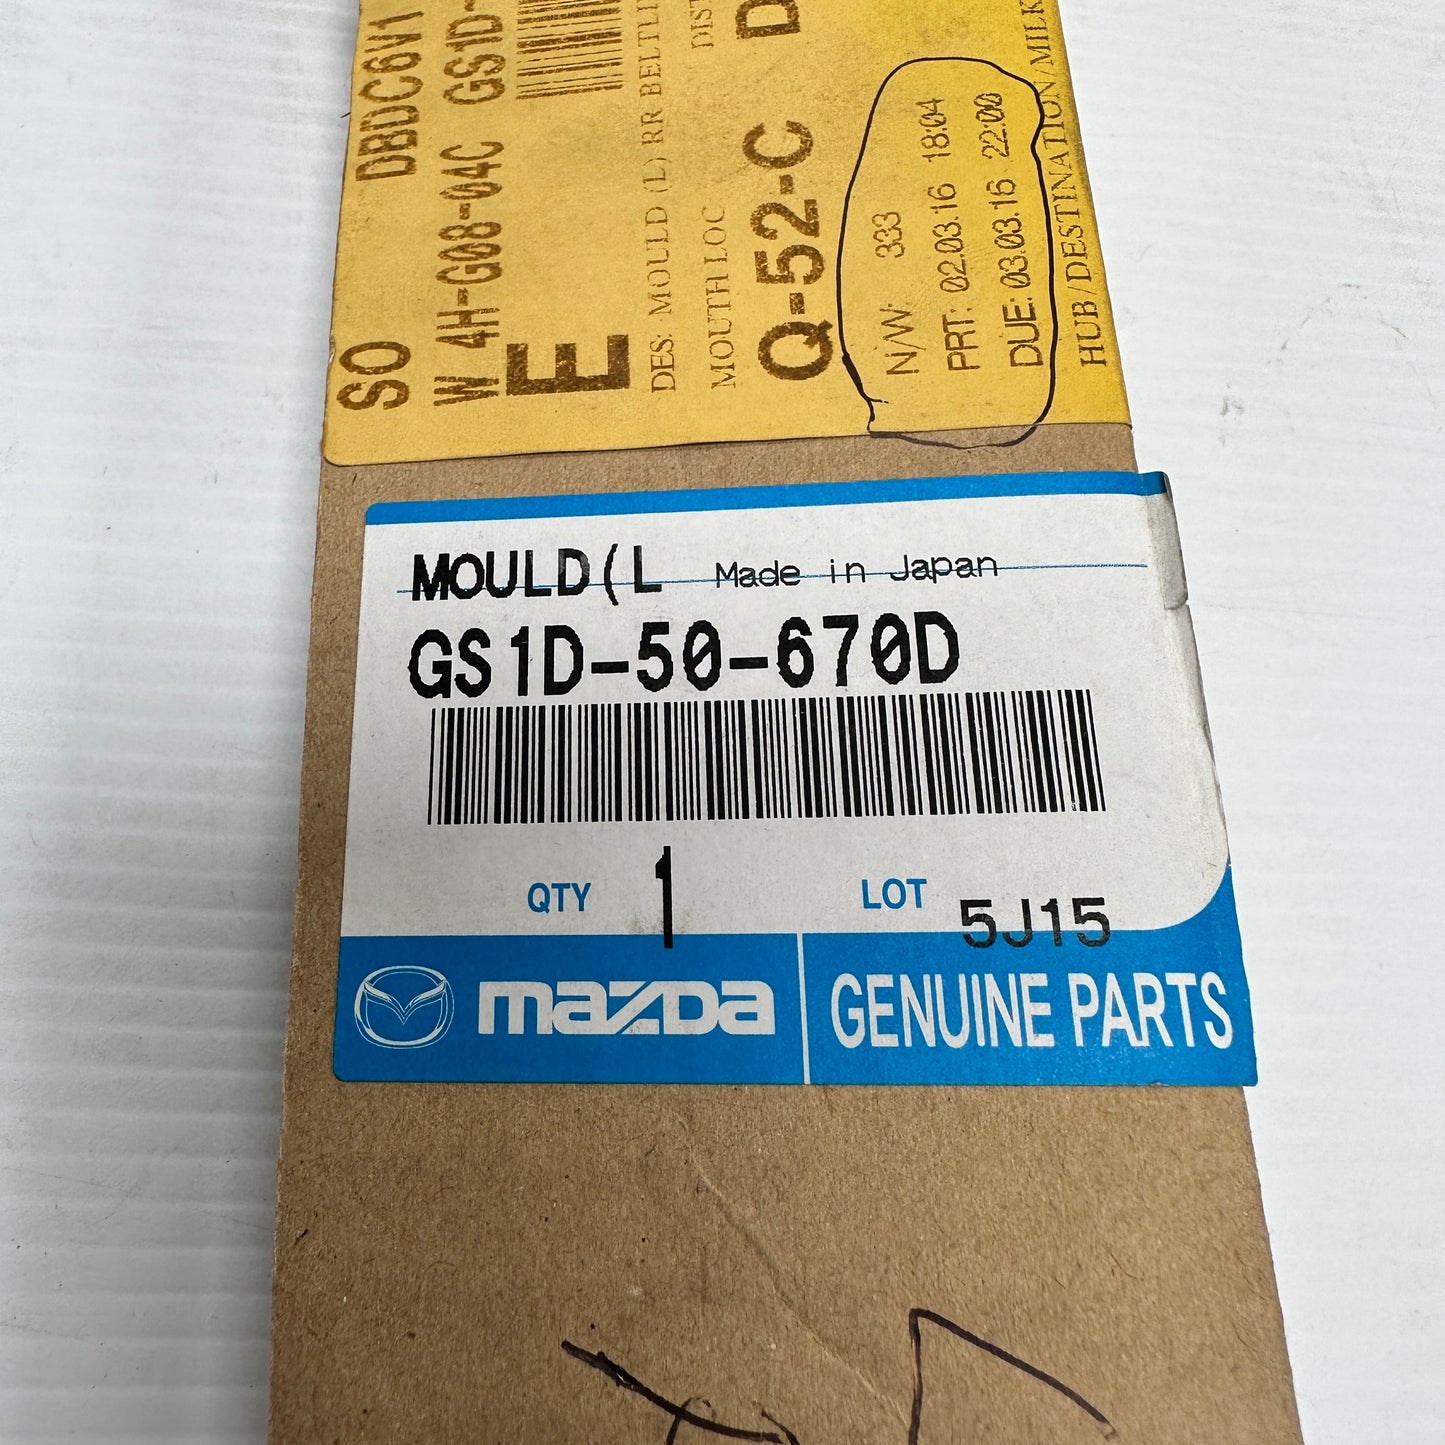 SO DBDC6V1
W 4H-G08-04C GS1D-
E
DES: MOULD (L) RR BELTLI
MOUTH LOC
Q-52-C D
N/W: 333
PRT: 02.03.16 18:04
DUE: 03.03.16 22:00
HUB/DESTINATION/MILK
MOULD(L Made in Japan
GS1D-50-670D
QTY 1 LOT 5J15
mazda GENUINE PARTS